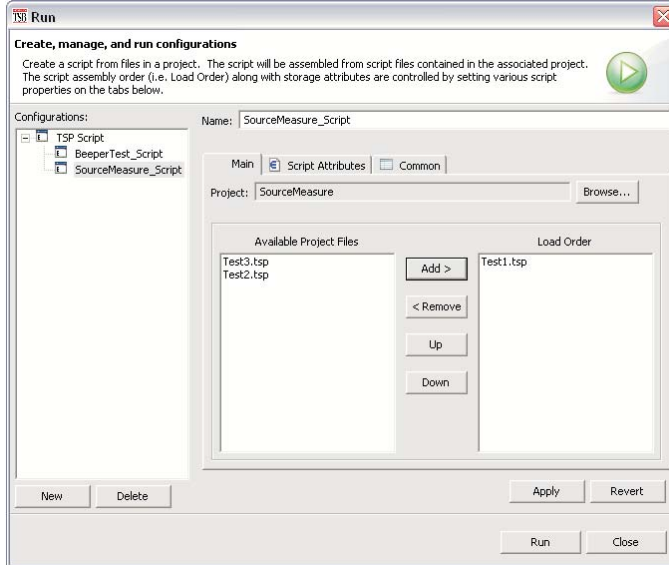 TSB Run
Create, manage, and run configurations
Create a script from files in a project. The script will be assembled from script files contained in the associated project.
The script assembly order (i.e. Load Order) along with storage attributes are controlled by setting various script
properties on the tabs below.
Configurations:
TSP Script
BeeperTest_Script
SourceMeasure_Script
New
Delete
Name: SourceMeasure_Script
Main
Script Attributes
Common
Project: SourceMeasure
Browse...
Available Project Files
Test3.tsp
Test2.tsp
Add >
< Remove
Up
Down
Load Order
Test1.tsp
Apply
Revert
Run
Close